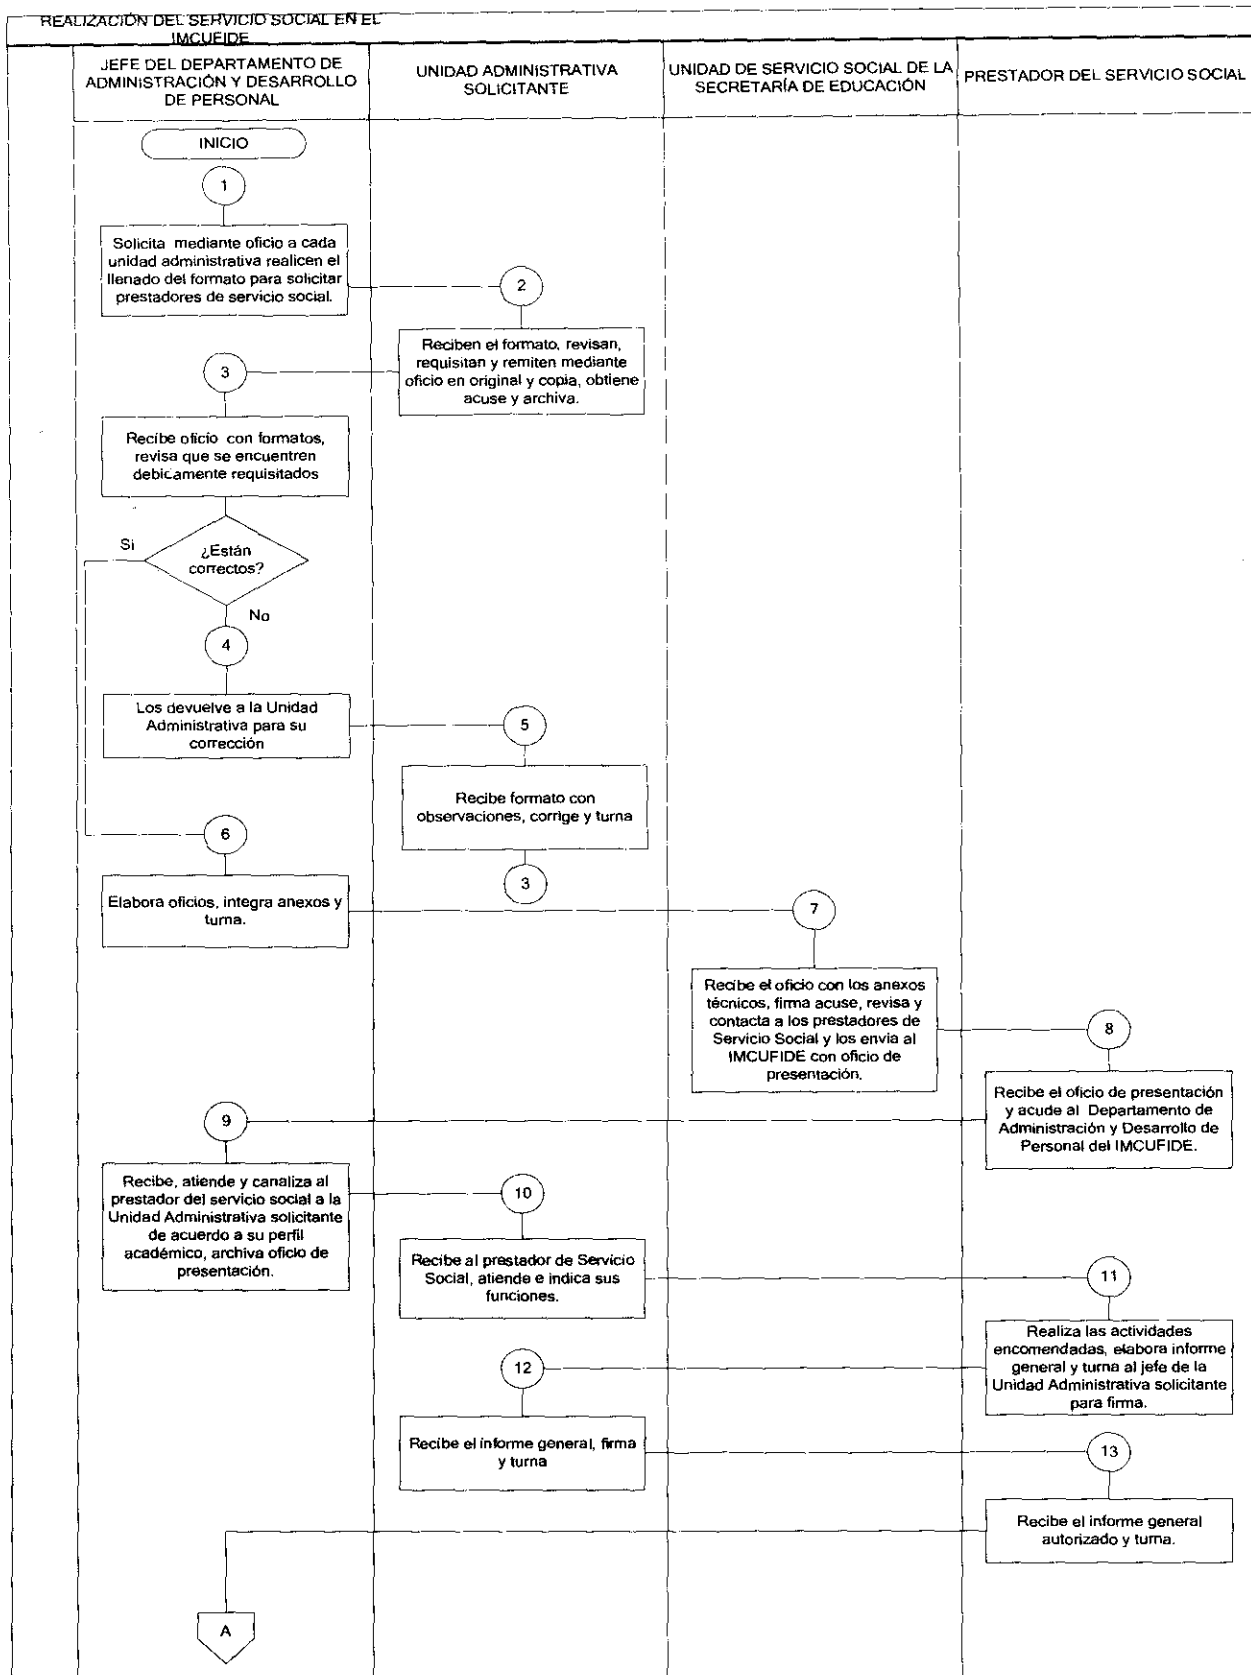 REALIZACIÓN DEL SERVICIO SOCIAL EN EL
IMCUFIDE
JEFE DEL DEPARTAMENTO DE
ADMINISTRACIÓN Y DESARROLLO
DE PERSONAL
UNIDAD ADMINISTRATIVA
SOLICITANTE
UNIDAD DE SERVICIO SOCIAL DE LA
SECRETARÍA DE EDUCACIÓN
PRESTADOR DEL SERVICIO SOCIAL
INICIO
1
Solicita mediante oficio a cada
unidad administrativa realicen el
llenado del formato para solicitar
prestadores de servicio social.
2
Reciben el formato, revisan,
requisitan y remiten mediante
oficio en original y copia, obtiene
acuse y archiva.
3
Recibe oficio con formatos,
revisa que se encuentren
debidamente requisitados
¿Están
correctos?
Si
No
4
Los devuelve a la Unidad
Administrativa para su
corrección
5
Recibe formato con
observaciones, corrige y turna
3
6
Elabora oficios, integra anexos y
turna.
7
Recibe el oficio con los anexos
técnicos, firma acuse, revisa y
contacta a los prestadores de
Servicio Social y los envia al
IMCUFIDE con oficio de
presentación.
8
Recibe el oficio de presentación
y acude al Departamento de
Administración y Desarrollo de
Personal del IMCUFIDE.
9
Recibe, atiende y canaliza al
prestador del servicio social a la
Unidad Administrativa solicitante
de acuerdo a su perfil
académico, archiva oficio de
presentación.
10
Recibe al prestador de Servicio
Social, atiende e indica sus
funciones.
11
Realiza las actividades
encomendadas, elabora informe
general y turna al jefe de la
Unidad Administrativa solicitante
para firma.
12
Recibe el informe general, firma
y turna
13
Recibe el informe general
autorizado y turna.
A